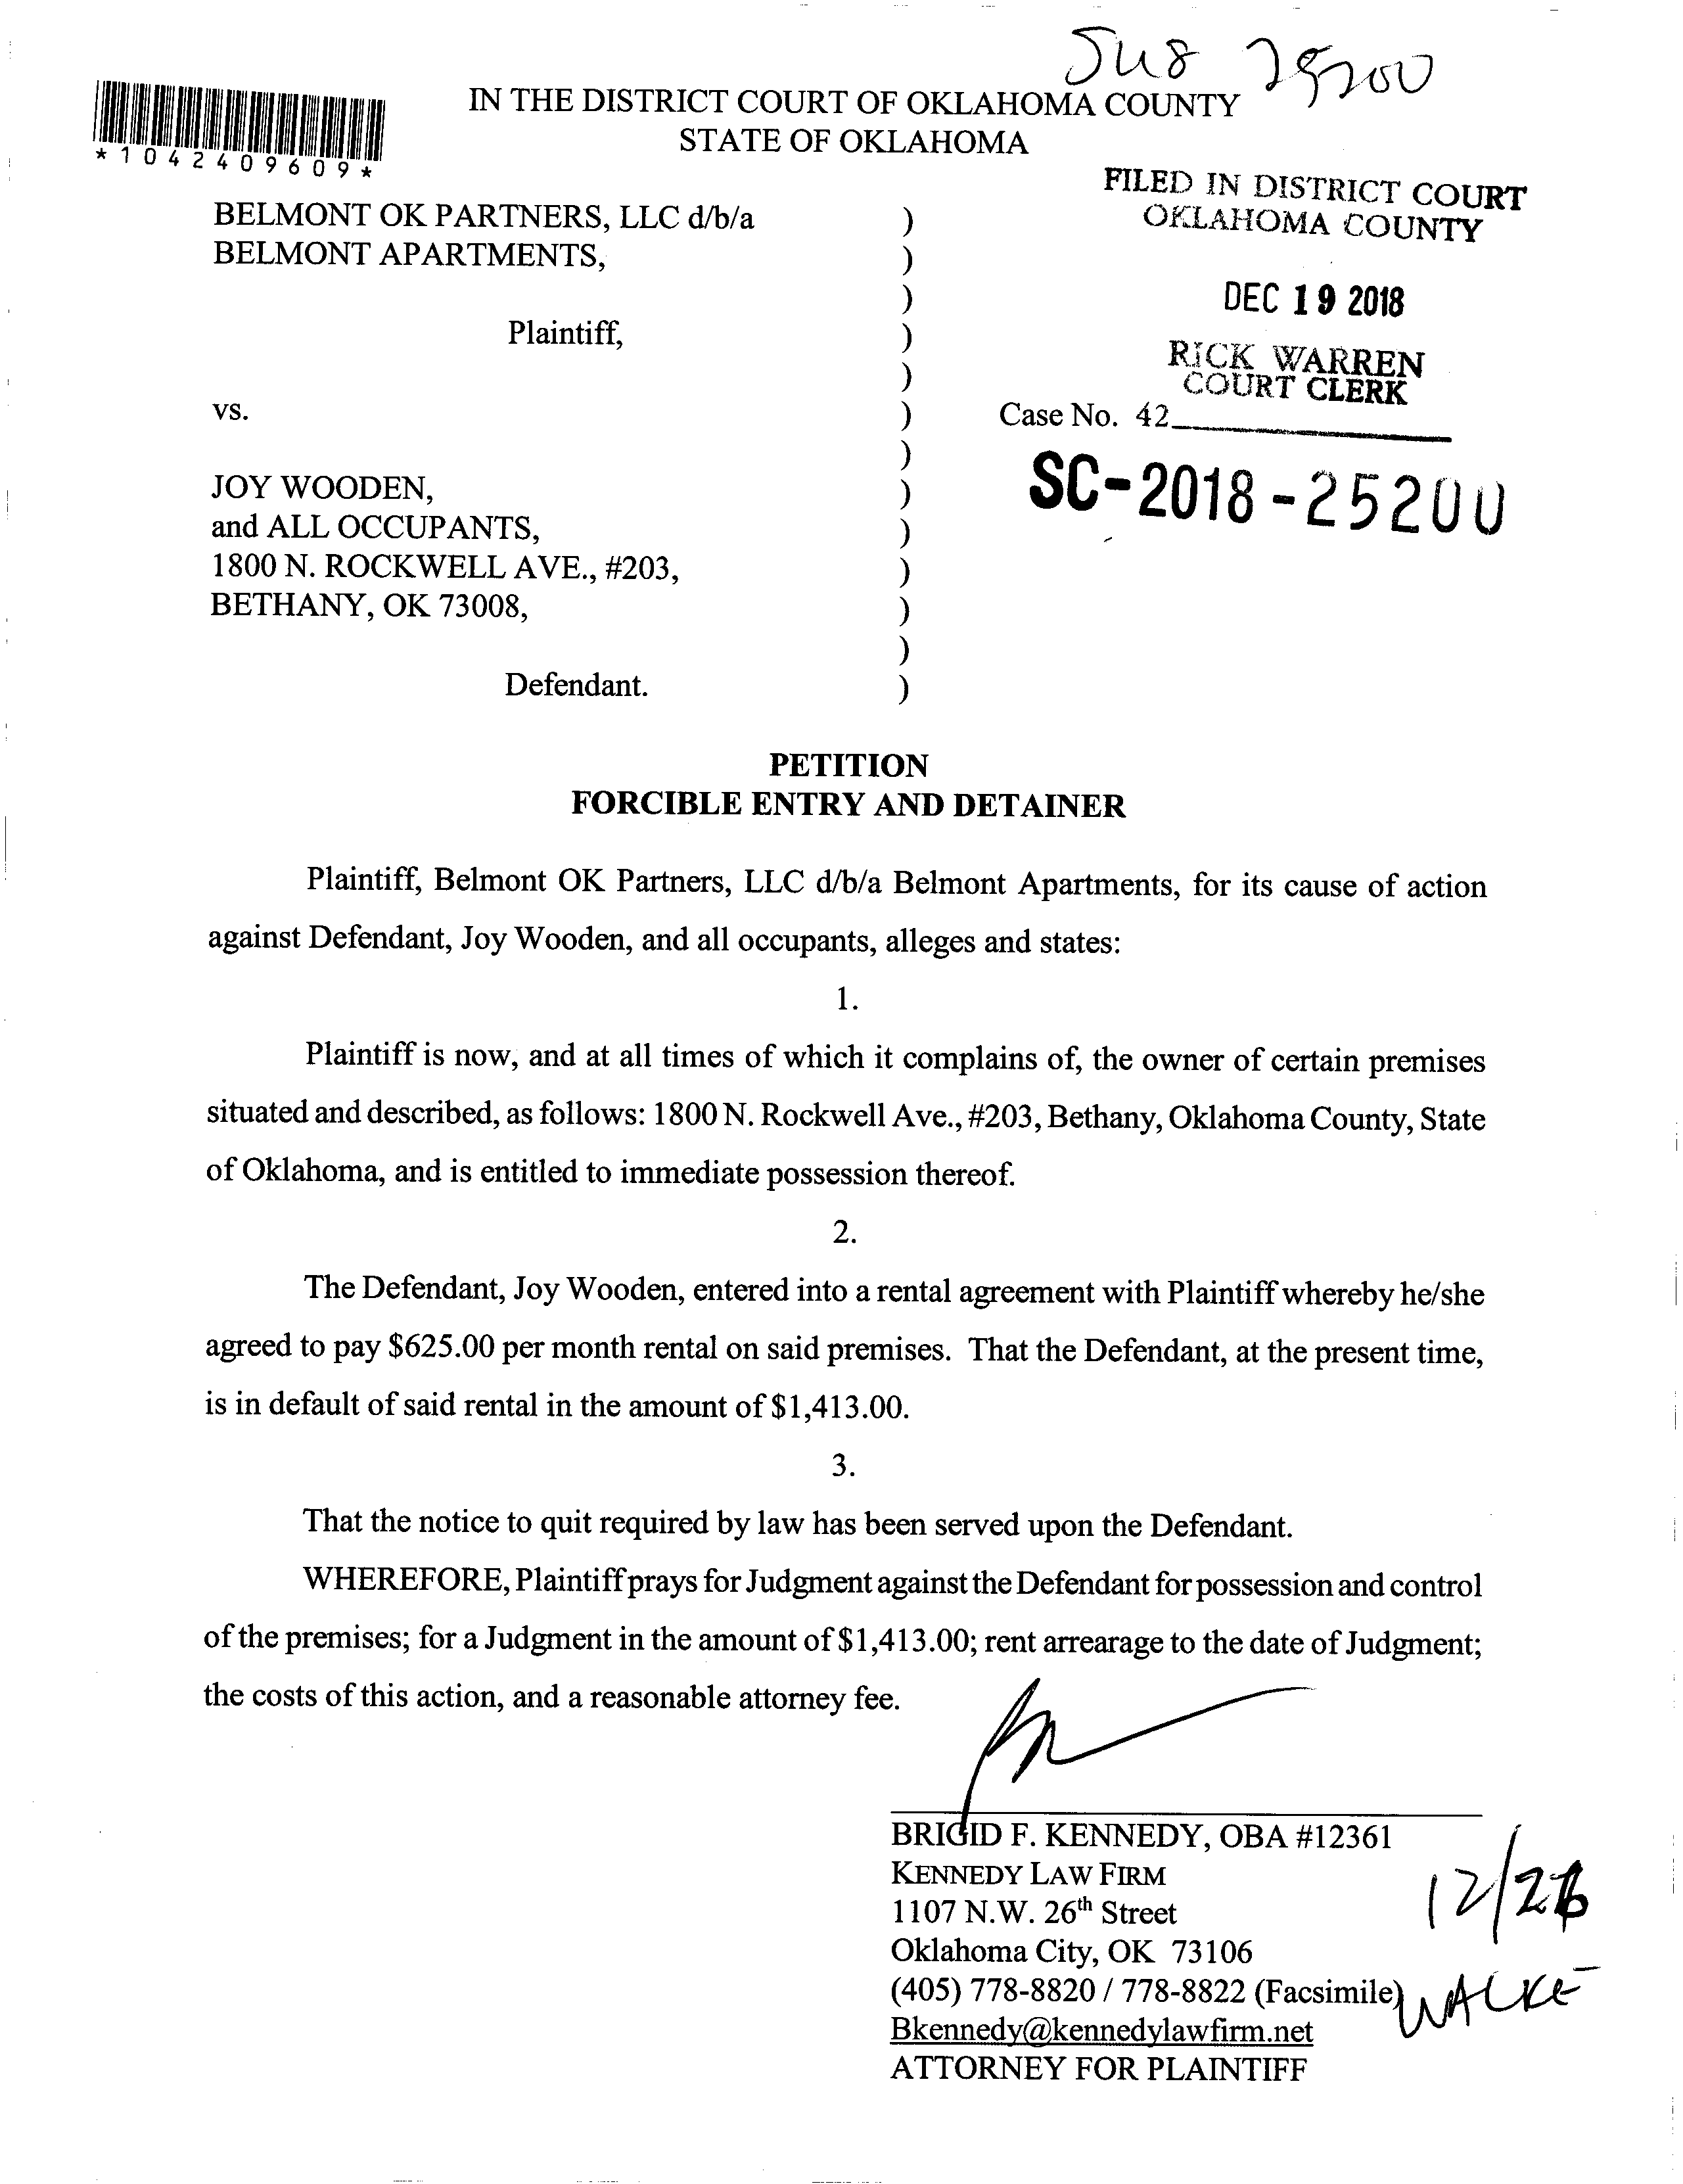 IN THE DISTRICT COURT OF OKLAHOMA COUNTY
STATE OF OKLAHOMA
*1042409609*
FILED IN DISTRICT COURT
OKLAHOMA COUNTY
DEC 19 2018
RICK WARREN
COURT CLERK
BELMONT OK PARTNERS, LLC d/b/a )
BELMONT APARTMENTS, )
)
Plaintiff, )
)
vs. ) Case No. 42
)
JOY WOODEN, ) SC-2018-25200
and ALL OCCUPANTS, )
1800 N. ROCKWELL AVE., #203, )
BETHANY, OK 73008, )
)
Defendant. )
PETITION
FORCIBLE ENTRY AND DETAINER
Plaintiff, Belmont OK Partners, LLC d/b/a Belmont Apartments, for its cause of action
against Defendant, Joy Wooden, and all occupants, alleges and states:
1.
Plaintiff is now, and at all times of which it complains of, the owner of certain premises
situated and described, as follows: 1800 N. Rockwell Ave., #203, Bethany, Oklahoma County, State
of Oklahoma, and is entitled to immediate possession thereof.
2.
The Defendant, Joy Wooden, entered into a rental agreement with Plaintiff whereby he/she
agreed to pay $625.00 per month rental on said premises. That the Defendant, at the present time,
is in default of said rental in the amount of $1,413.00.
3.
That the notice to quit required by law has been served upon the Defendant.
WHEREFORE, Plaintiff prays for Judgment against the Defendant for possession and control
of the premises; for a Judgment in the amount of $1,413.00; rent arrearage to the date of Judgment;
the costs of this action, and a reasonable attorney fee.
BRIGID F. KENNEDY, OBA #12361
KENNEDY LAW FIRM
1107 N.W. 26th Street
Oklahoma City, OK 73106
(405) 778-8820 / 778-8822 (Facsimile)
Bkennedy@kennedylawfirm.net
ATTORNEY FOR PLAINTIFF